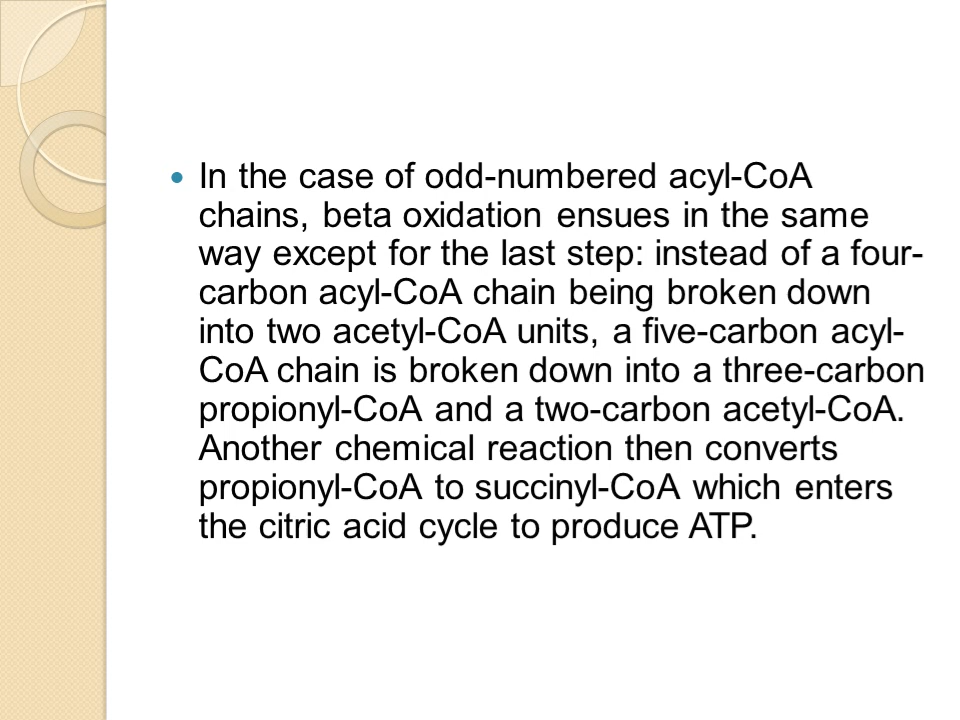 In the case of odd-numbered acyl-CoA
chains, beta oxidation ensues in the same
way except for the last step: instead of a four-
carbon acyl-CoA chain being broken down
into two acetyl-CoA units, a five-carbon acyl-
CoA chain is broken down into a three-carbon
propionyl-CoA and a two-carbon acetyl-CoA.
Another chemical reaction then converts
propionyl-CoA to succinyl-CoA which enters
the citric acid cycle to produce ATP.